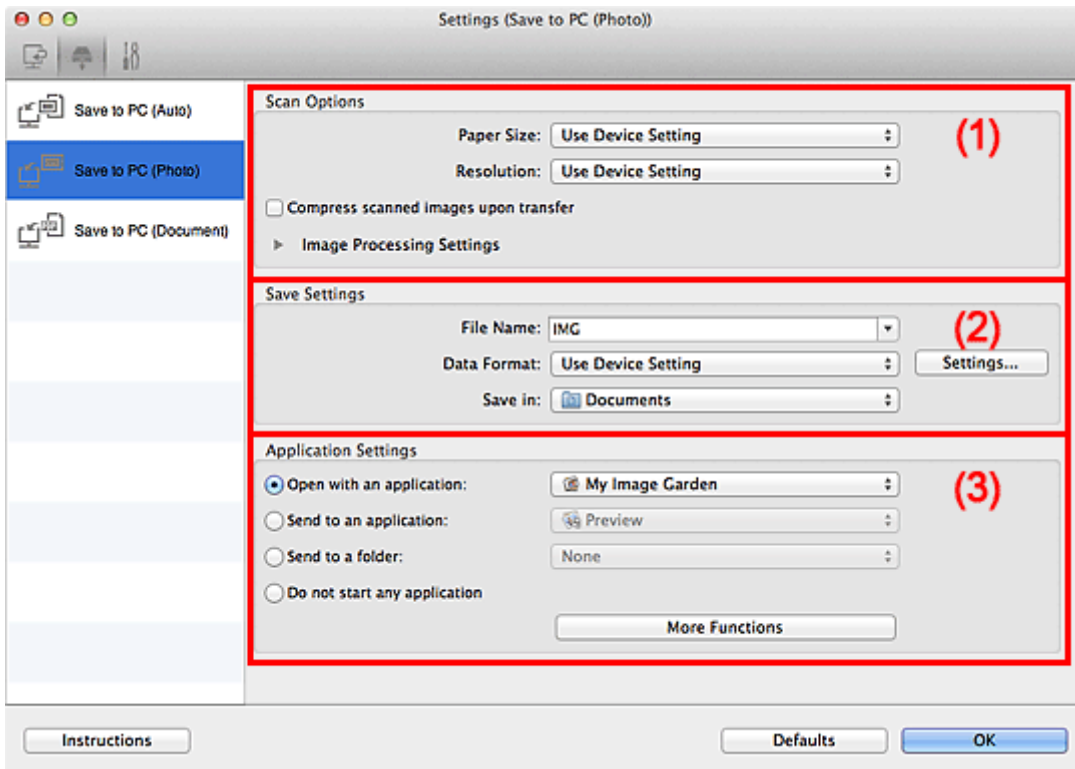 Settings (Save to PC (Photo))
Save to PC (Auto)
Save to PC (Photo)
Save to PC (Document)
Scan Options
(1)
Paper Size: Use Device Setting
Resolution: Use Device Setting
Compress scanned images upon transfer
Image Processing Settings
Save Settings
(2)
File Name: IMG
Data Format: Use Device Setting Settings...
Save in: Documents
Application Settings
(3)
Open with an application: My Image Garden
Send to an application: Preview
Send to a folder: None
Do not start any application
More Functions
Instructions Defaults OK